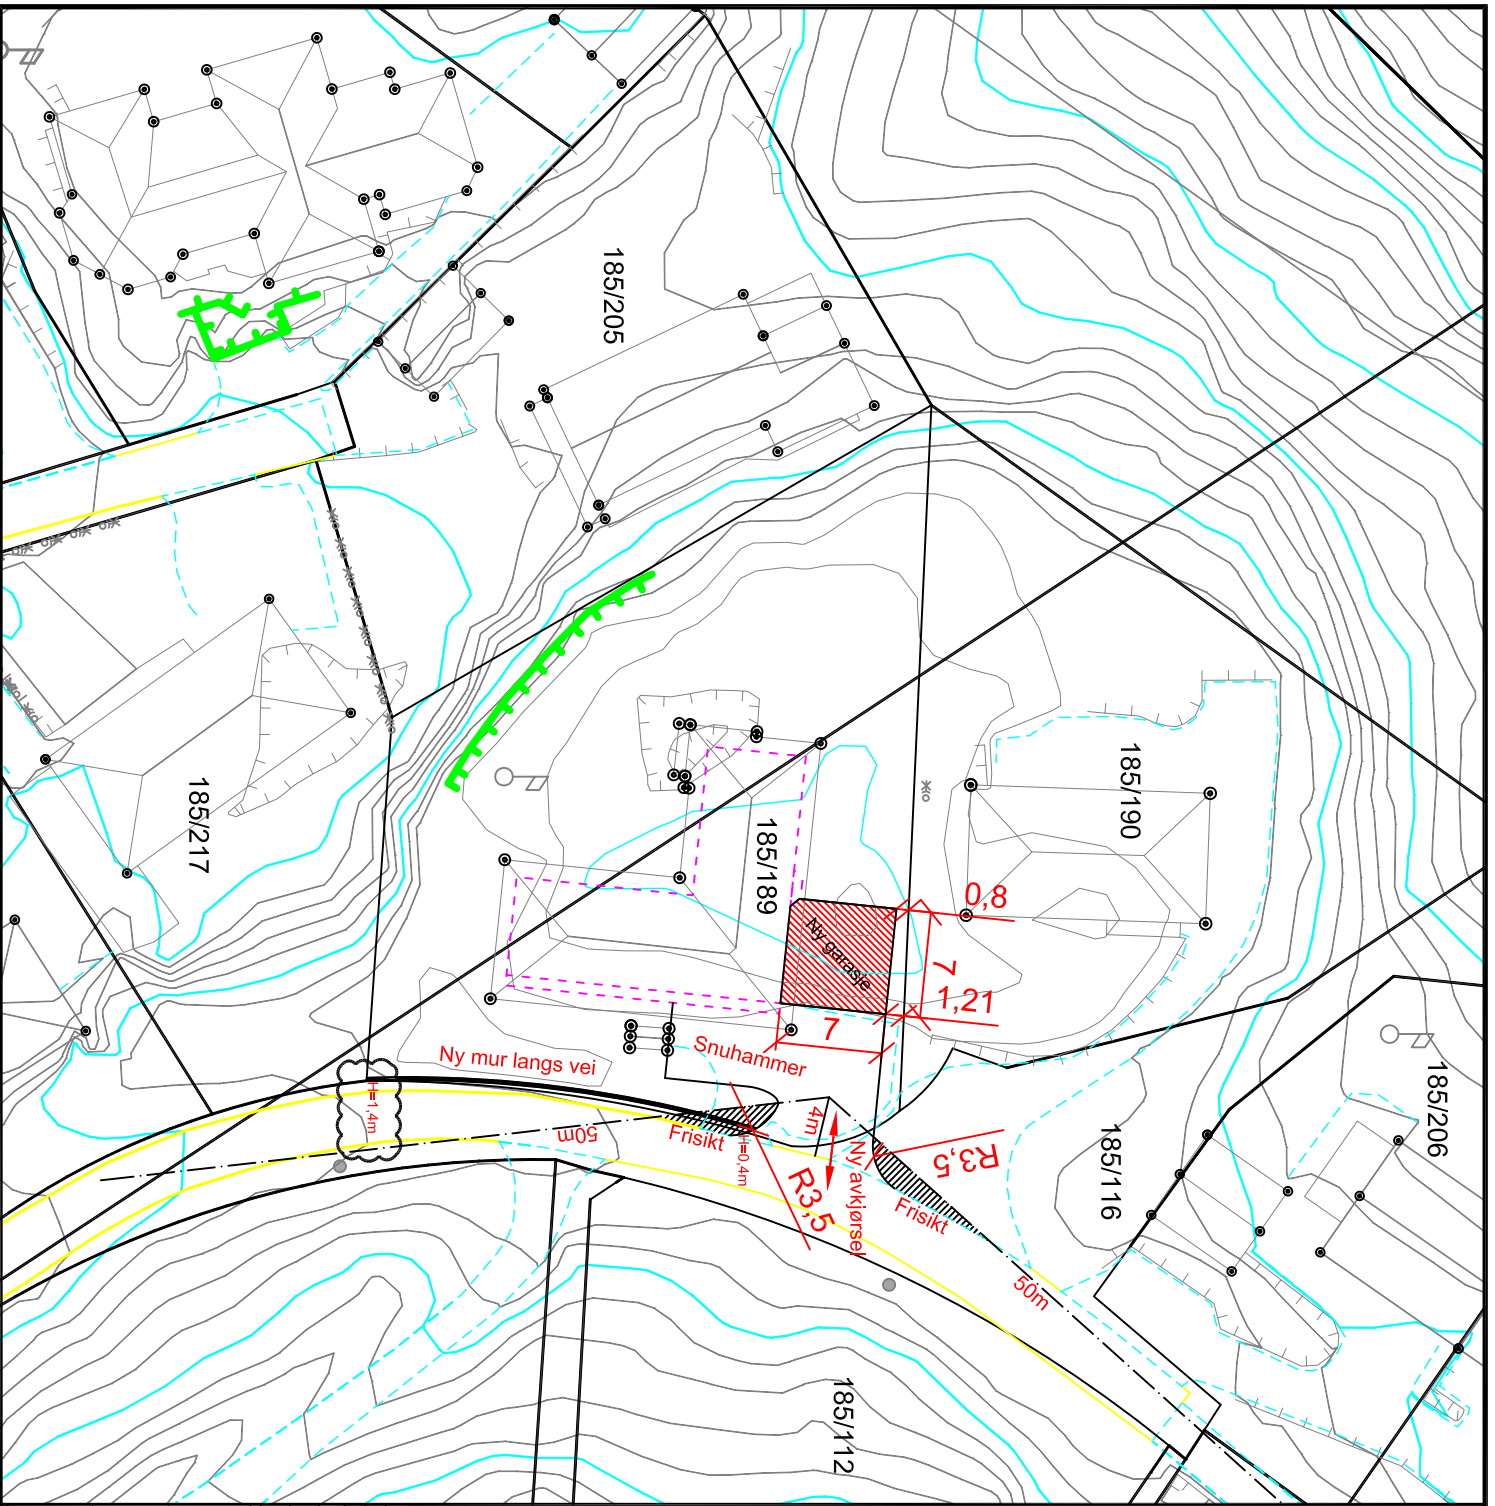 185/205
185/217
185/189
185/190
185/206
185/116
185/112
Ny garasje
0,8
7
1,21
7
Snuhammer
Ny mur langs vei
H=1,4m
50m
Frisikt
H=0,4m
4m
R3,5
Ny avkjørsel
R3,5
Frisikt
50m